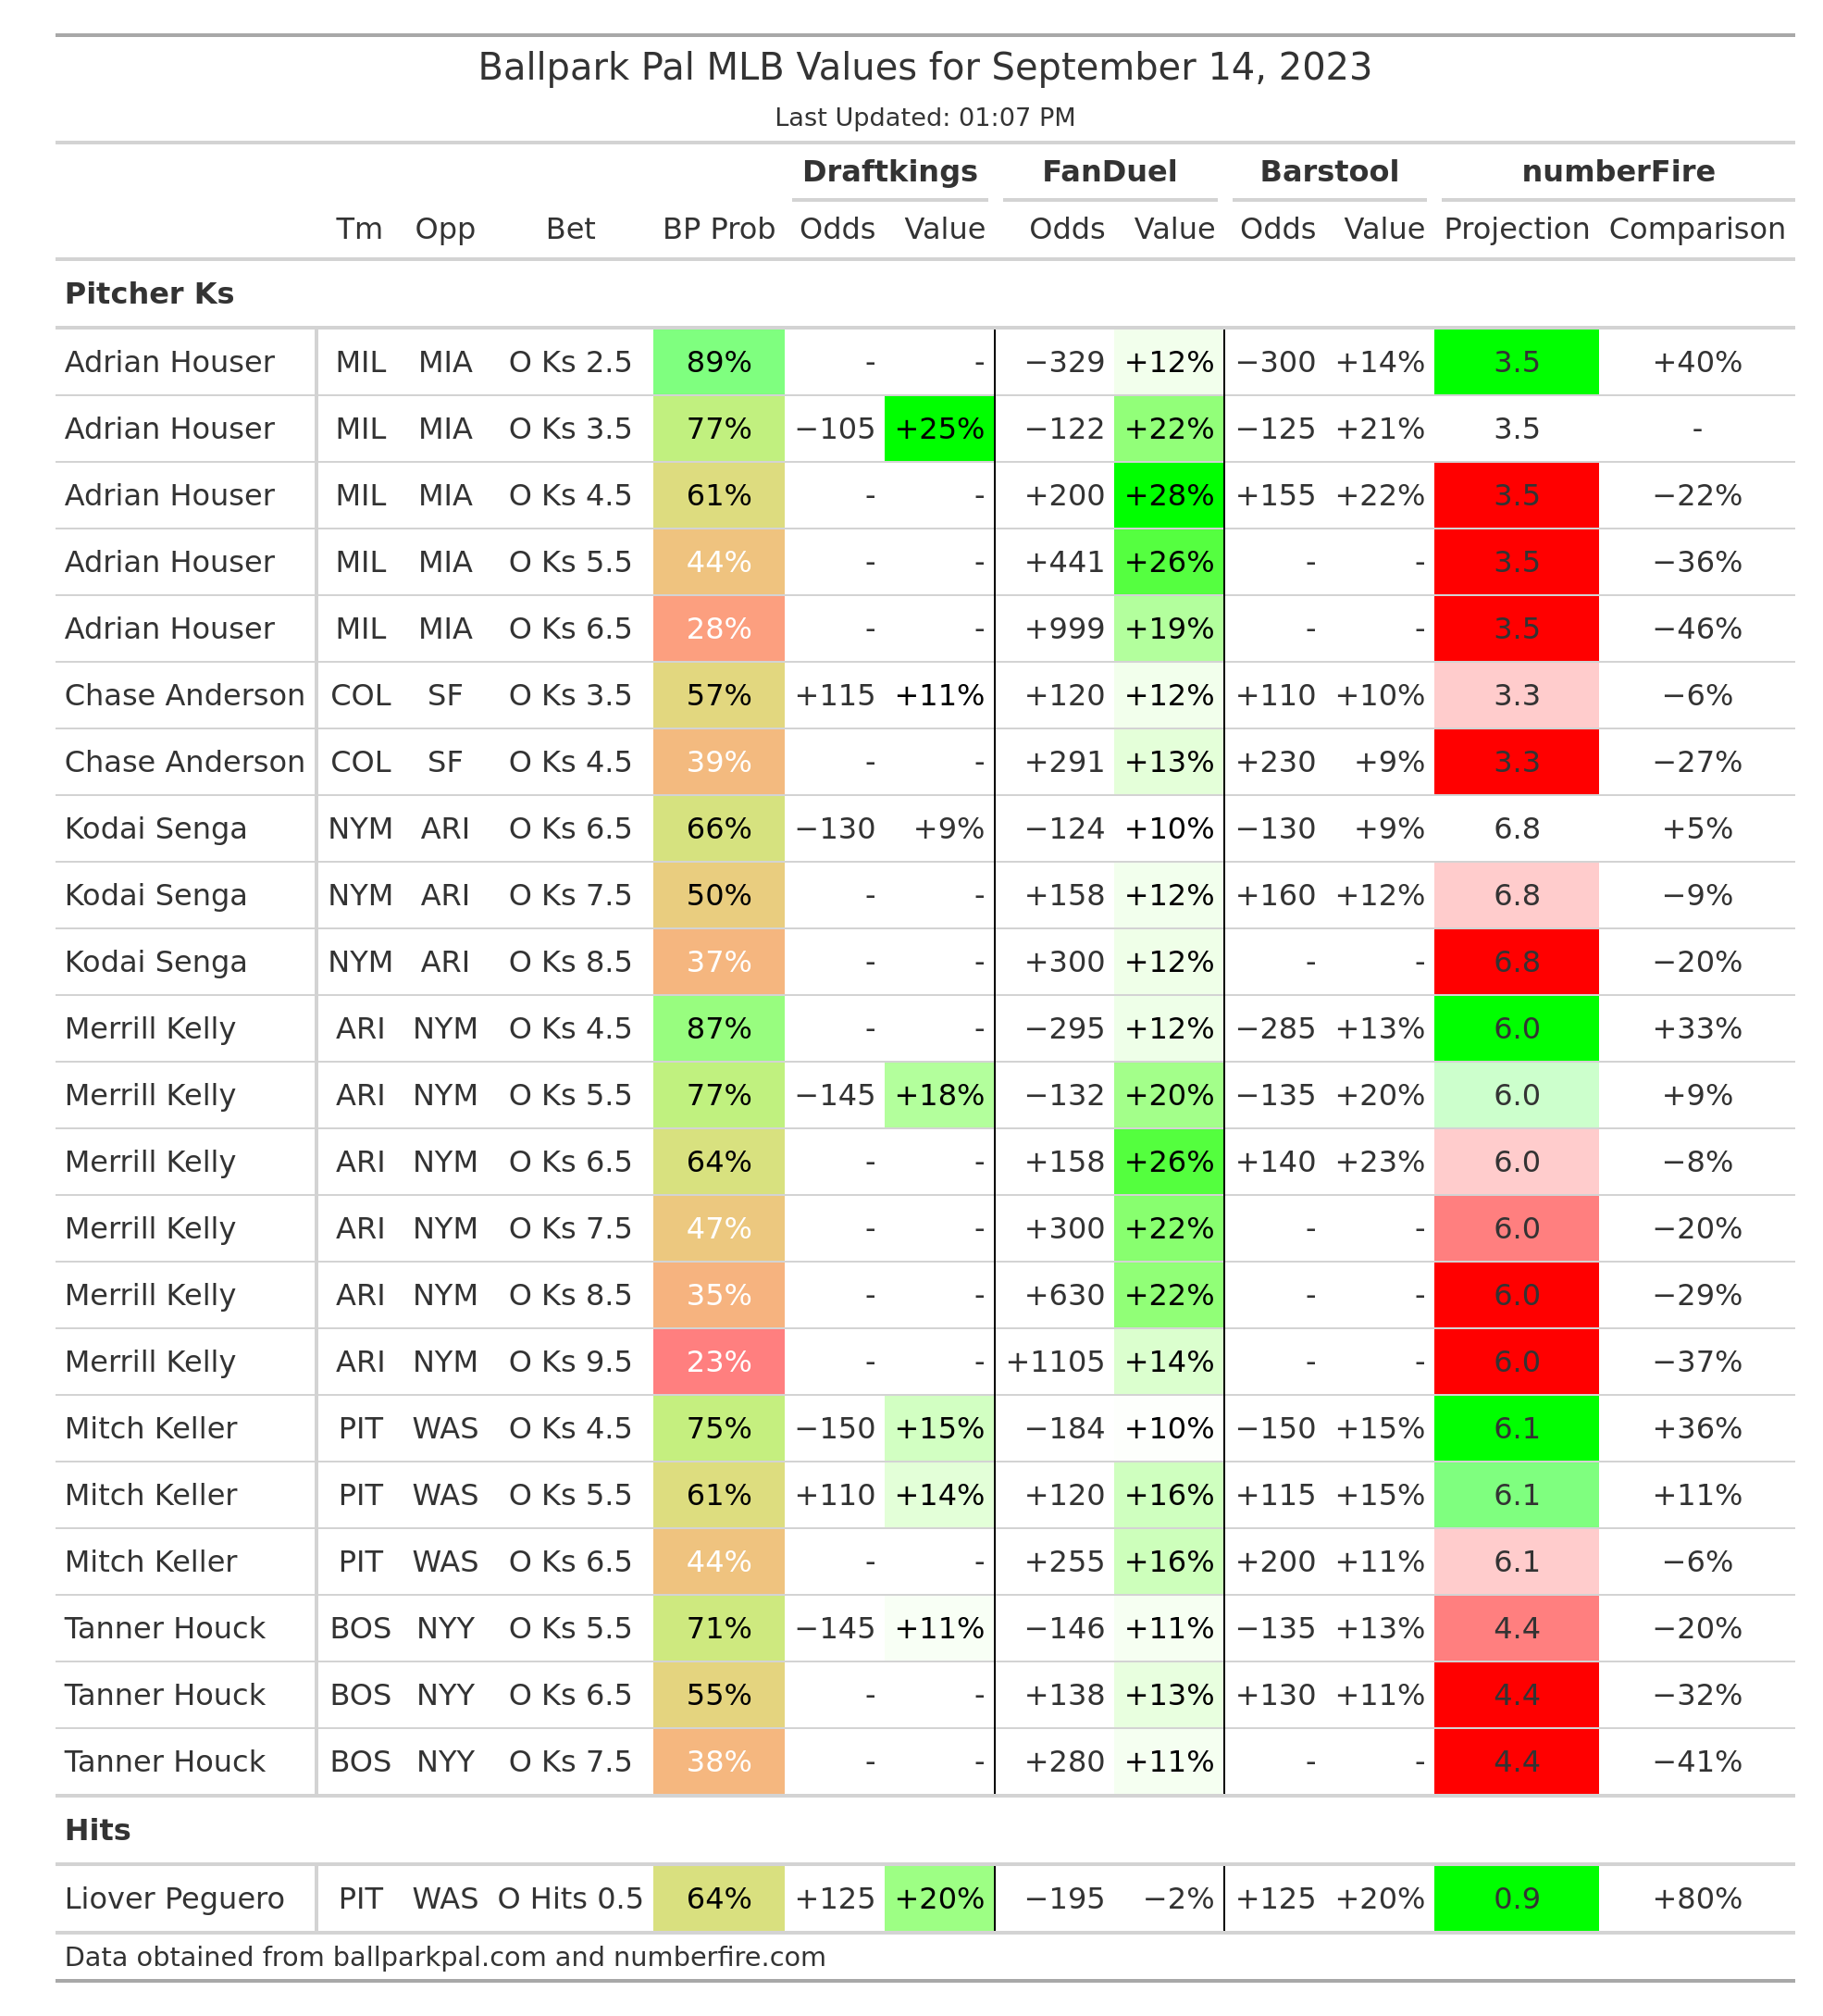 Ballpark Pal MLB Values for September 14, 2023
Last Updated: 01:07 PM
Draftkings FanDuel Barstool numberFire
Tm Opp Bet BP Prob Odds Value Odds Value Odds Value Projection Comparison
Pitcher Ks
Adrian Houser MIL MIA O Ks 2.5 89% - - −329 +12% −300 +14% 3.5 +40%
Adrian Houser MIL MIA O Ks 3.5 77% −105 +25% −122 +22% −125 +21% 3.5 -
Adrian Houser MIL MIA O Ks 4.5 61% - - +200 +28% +155 +22% 3.5 −22%
Adrian Houser MIL MIA O Ks 5.5 44% - - +441 +26% - - 3.5 −36%
Adrian Houser MIL MIA O Ks 6.5 28% - - +999 +19% - - 3.5 −46%
Chase Anderson COL SF O Ks 3.5 57% +115 +11% +120 +12% +110 +10% 3.3 −6%
Chase Anderson COL SF O Ks 4.5 39% - - +291 +13% +230 +9% 3.3 −27%
Kodai Senga NYM ARI O Ks 6.5 66% −130 +9% −124 +10% −130 +9% 6.8 +5%
Kodai Senga NYM ARI O Ks 7.5 50% - - +158 +12% +160 +12% 6.8 −9%
Kodai Senga NYM ARI O Ks 8.5 37% - - +300 +12% - - 6.8 −20%
Merrill Kelly ARI NYM O Ks 4.5 87% - - −295 +12% −285 +13% 6.0 +33%
Merrill Kelly ARI NYM O Ks 5.5 77% −145 +18% −132 +20% −135 +20% 6.0 +9%
Merrill Kelly ARI NYM O Ks 6.5 64% - - +158 +26% +140 +23% 6.0 −8%
Merrill Kelly ARI NYM O Ks 7.5 47% - - +300 +22% - - 6.0 −20%
Merrill Kelly ARI NYM O Ks 8.5 35% - - +630 +22% - - 6.0 −29%
Merrill Kelly ARI NYM O Ks 9.5 23% - - +1105 +14% - - 6.0 −37%
Mitch Keller PIT WAS O Ks 4.5 75% −150 +15% −184 +10% −150 +15% 6.1 +36%
Mitch Keller PIT WAS O Ks 5.5 61% +110 +14% +120 +16% +115 +15% 6.1 +11%
Mitch Keller PIT WAS O Ks 6.5 44% - - +255 +16% +200 +11% 6.1 −6%
Tanner Houck BOS NYY O Ks 5.5 71% −145 +11% −146 +11% −135 +13% 4.4 −20%
Tanner Houck BOS NYY O Ks 6.5 55% - - +138 +13% +130 +11% 4.4 −32%
Tanner Houck BOS NYY O Ks 7.5 38% - - +280 +11% - - 4.4 −41%
Hits
Liover Peguero PIT WAS O Hits 0.5 64% +125 +20% −195 −2% +125 +20% 0.9 +80%
Data obtained from ballparkpal.com and numberfire.com